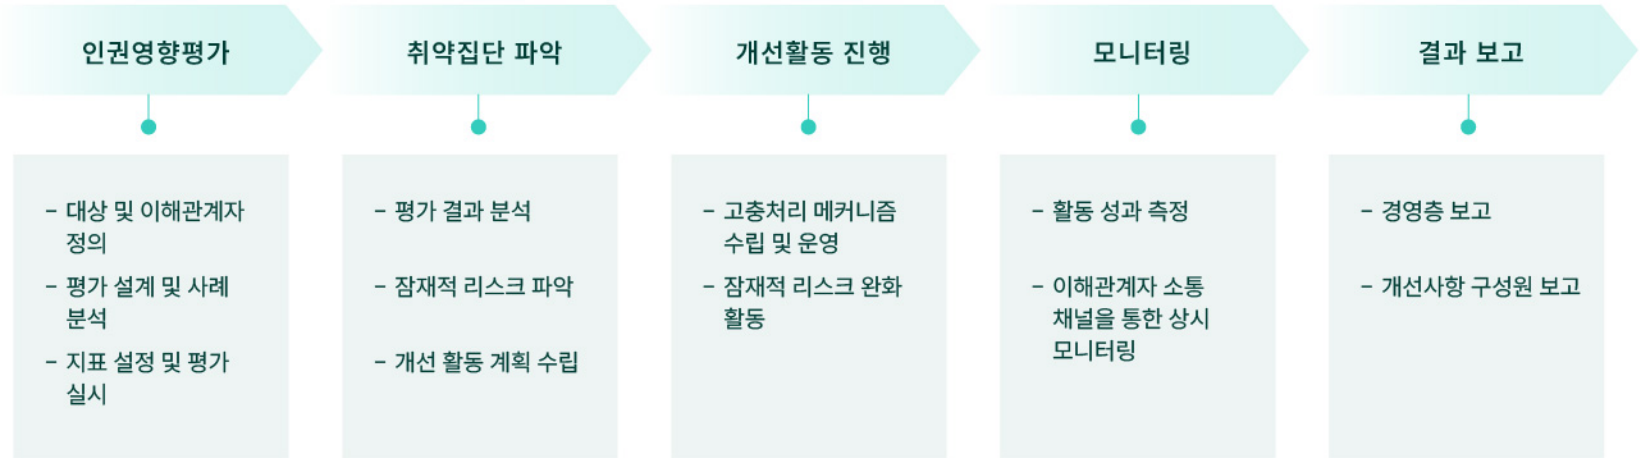 인권영향평가
- 대상 및 이해관계자
정의
- 평가 설계 및 사례
분석
- 지표 설정 및 평가
실시
취약집단 파악
- 평가 결과 분석
- 잠재적 리스크 파악
- 개선 활동 계획 수립
개선활동 진행
- 고충처리 메커니즘
수립 및 운영
- 잠재적 리스크 완화
활동
모니터링
- 활동 성과 측정
- 이해관계자 소통
채널을 통한 상시
모니터링
결과 보고
- 경영층 보고
- 개선사항 구성원 보고